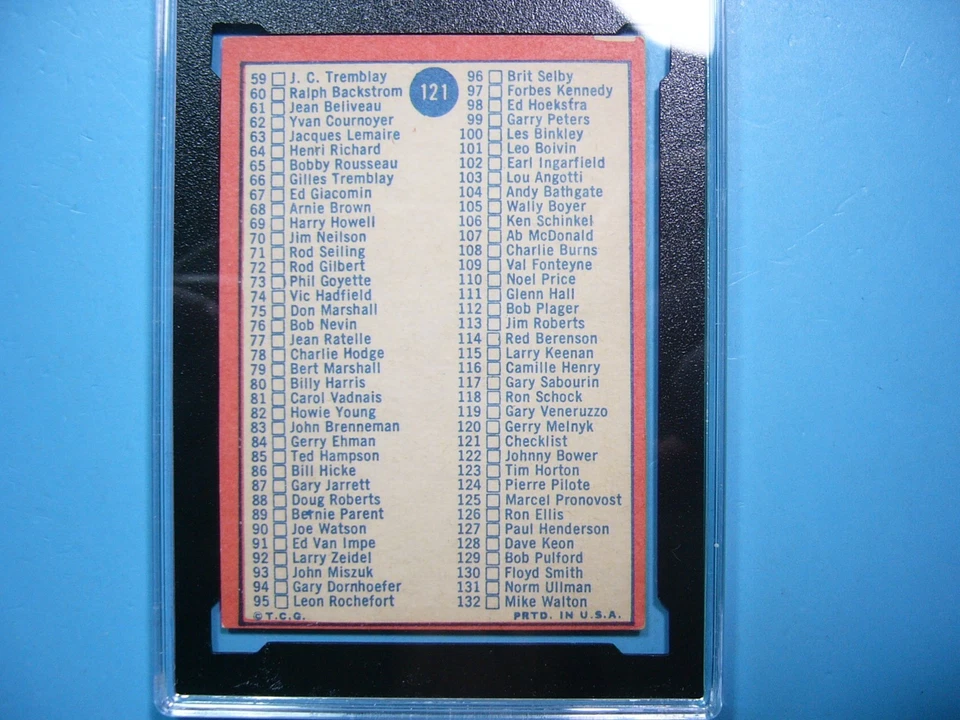 121
59 J. C. Tremblay
60 Ralph Backstrom
61 Jean Beliveau
62 Yvan Cournoyer
63 Jacques Lemaire
64 Henri Richard
65 Bobby Rousseau
66 Gilles Tremblay
67 Ed Giacomin
68 Arnie Brown
69 Harry Howell
70 Jim Neilson
71 Rod Seiling
72 Rod Gilbert
73 Phil Goyette
74 Vic Hadfield
75 Don Marshall
76 Bob Nevin
77 Jean Ratelle
78 Charlie Hodge
79 Bert Marshall
80 Billy Harris
81 Carol Vadnais
82 Howie Young
83 John Brenneman
84 Gerry Ehman
85 Ted Hampson
86 Bill Hicke
87 Gary Jarrett
88 Doug Roberts
89 Bernie Parent
90 Joe Watson
91 Ed Van Impe
92 Larry Zeidel
93 John Miszuk
94 Gary Dornhoefer
95 Leon Rochefort
96 Brit Selby
97 Forbes Kennedy
98 Ed Hoekstra
99 Garry Peters
100 Les Binkley
101 Leo Boivin
102 Earl Ingarfield
103 Lou Angotti
104 Andy Bathgate
105 Wally Boyer
106 Ken Schinkel
107 Ab McDonald
108 Charlie Burns
109 Val Fonteyne
110 Noel Price
111 Glenn Hall
112 Bob Plager
113 Jim Roberts
114 Red Berenson
115 Larry Keenan
116 Camille Henry
117 Gary Sabourin
118 Ron Schock
119 Gary Veneruzzo
120 Gerry Melnyk
121 Checklist
122 Johnny Bower
123 Tim Horton
124 Pierre Pilote
125 Marcel Pronovost
126 Ron Ellis
127 Paul Henderson
128 Dave Keon
129 Bob Pulford
130 Floyd Smith
131 Norm Ullman
132 Mike Walton
© T.C.G. PRTD. IN U.S.A.